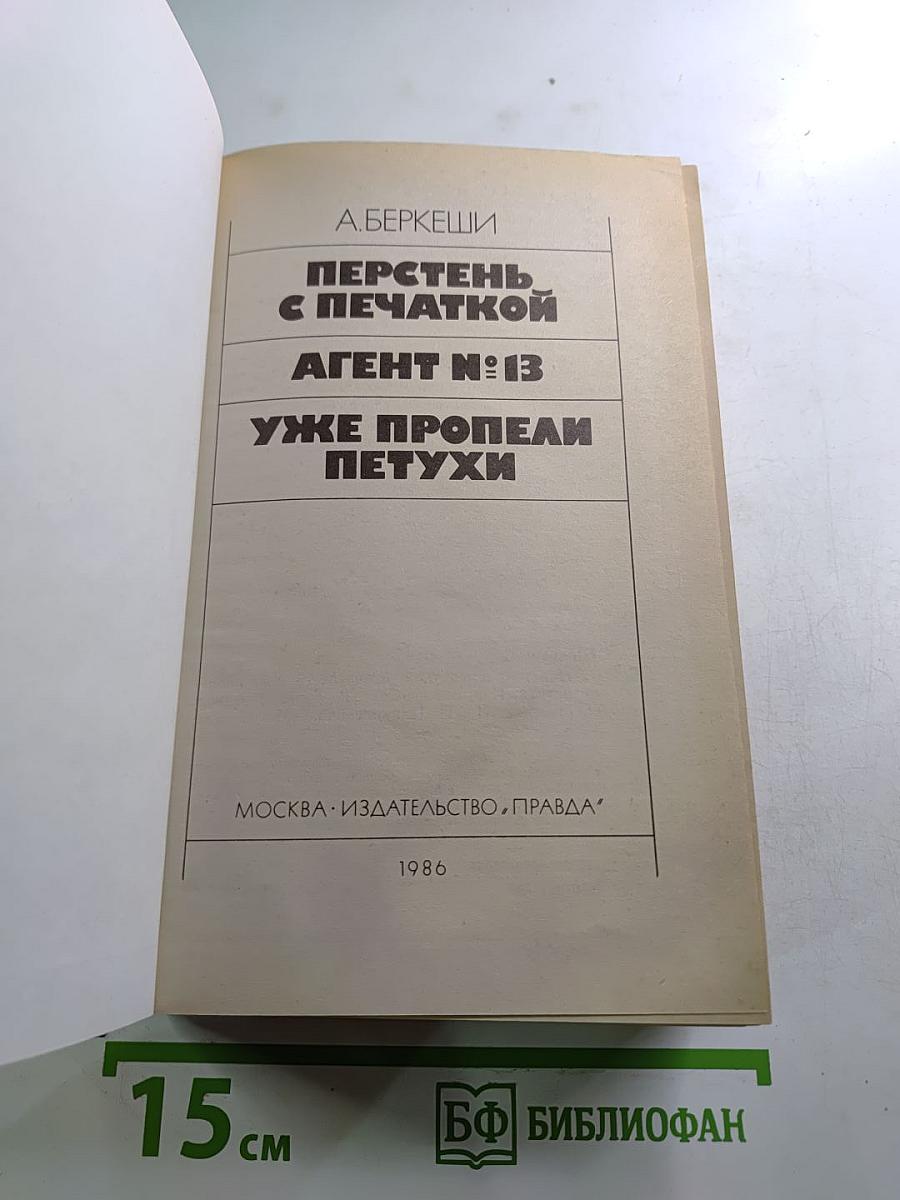 А.БЕРКЕШИ
ПЕРСТЕНЬ
С ПЕЧАТКОЙ
АГЕНТ №13
УЖЕ ПРОПЕЛИ
ПЕТУХИ
МОСКВА · ИЗДАТЕЛЬСТВО „ПРАВДА“
1986
15 СМ
БФ БИБЛИОФАН